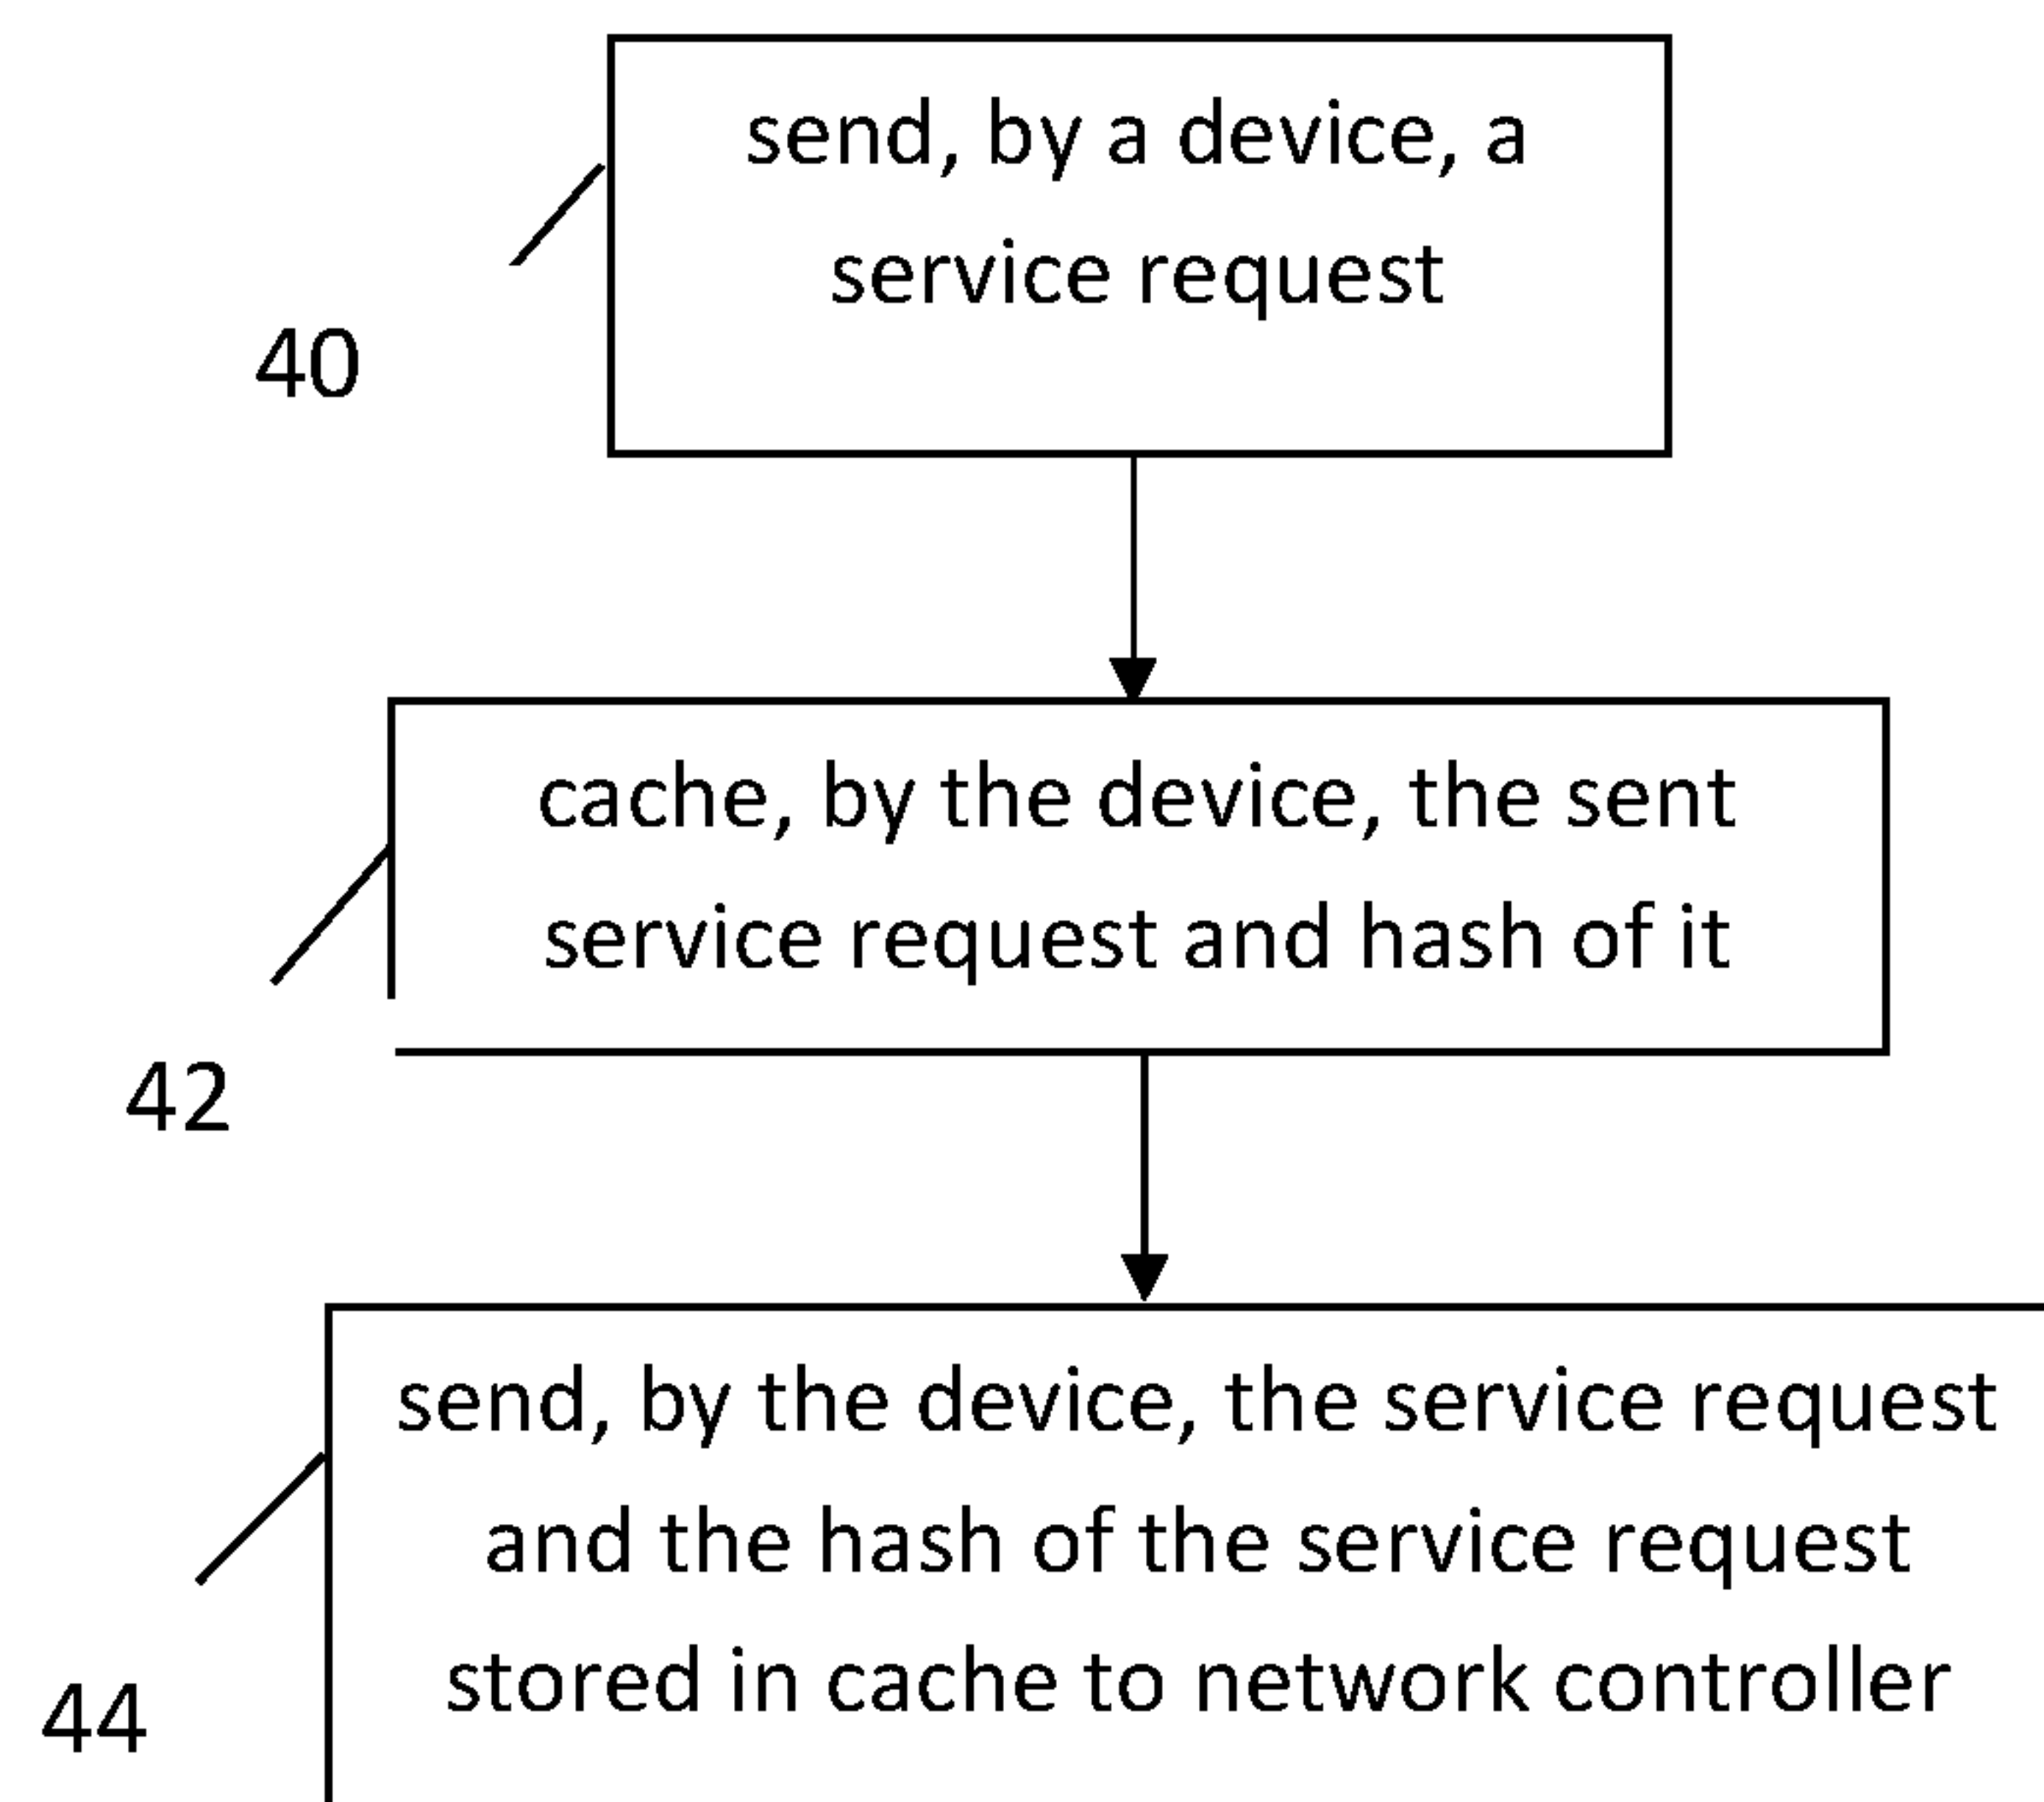 send, by a device, a
service request
40
cache, by the device, the sent
service request and hash of it
42
send, by the device, the service request
and the hash of the service request
stored in cache to network controller
44